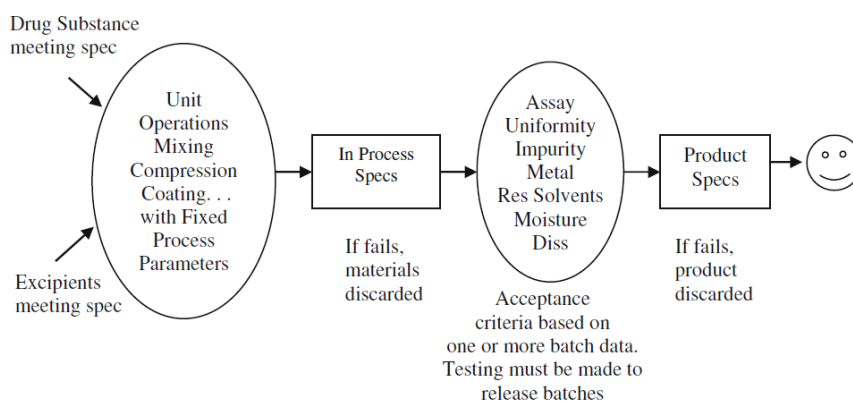 Drug Substance
meeting spec
Excipients
meeting spec
Unit
Operations
Mixing
Compression
Coating. . .
with Fixed
Process
Parameters
In Process
Specs
If fails,
materials
discarded
Assay
Uniformity
Impurity
Metal
Res Solvents
Moisture
Diss
Acceptance
criteria based on
one or more batch data.
Testing must be made to
release batches
Product
Specs
If fails,
product
discarded